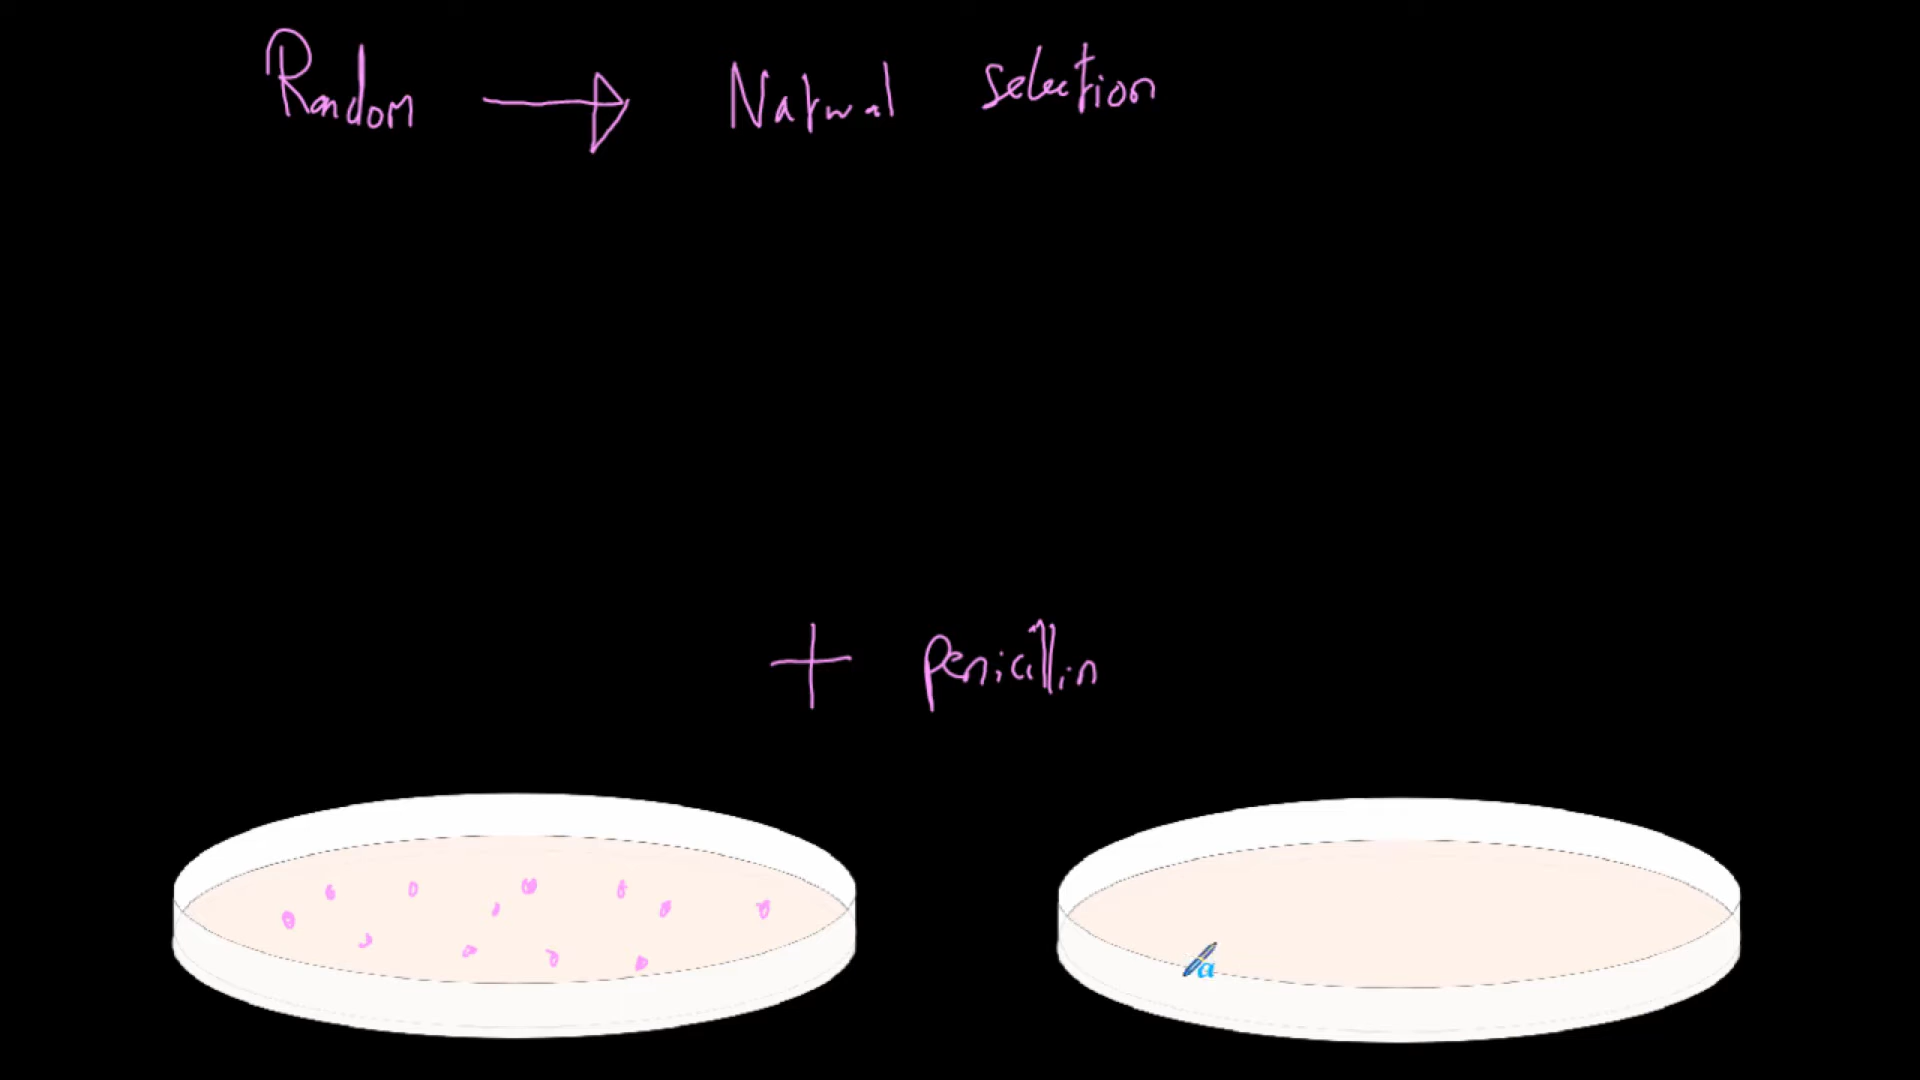 Random → Natural selection
+ penicillin
a